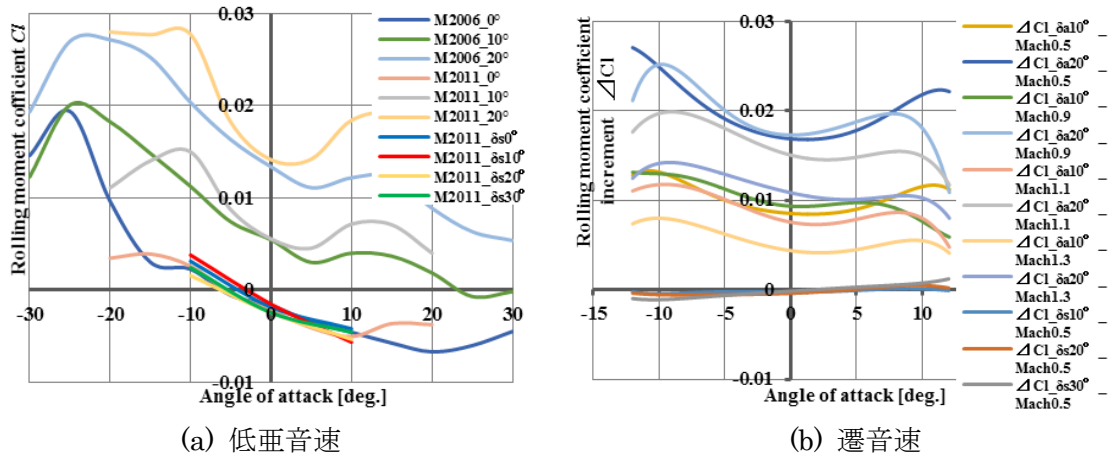 Rolling moment coefficient Cl
0.03
0.02
0.01
0
-0.01
-30
-20
-10
0
10
20
30
Angle of attack [deg.]
M2006_0°
M2006_10°
M2006_20°
M2011_0°
M2011_10°
M2011_20°
M2011_δs0°
M2011_δs10°
M2011_δs20°
M2011_δs30°
(a) 低亜音速
Rolling moment coefficient
increment ⊿Cl
0.03
0.02
0.01
0
-0.01
-15
-10
-5
0
5
10
Angle of attack [deg.]
⊿Cl_δa10°_
Mach0.5
⊿Cl_δa20°_
Mach0.5
⊿Cl_δa10°_
Mach0.9
⊿Cl_δa20°_
Mach0.9
⊿Cl_δa10°_
Mach1.1
⊿Cl_δa20°_
Mach1.1
⊿Cl_δa10°_
Mach1.3
⊿Cl_δa20°_
Mach1.3
⊿Cl_δs10°_
Mach0.5
⊿Cl_δs20°_
Mach0.5
⊿Cl_δs30°_
Mach0.5
(b) 遷音速